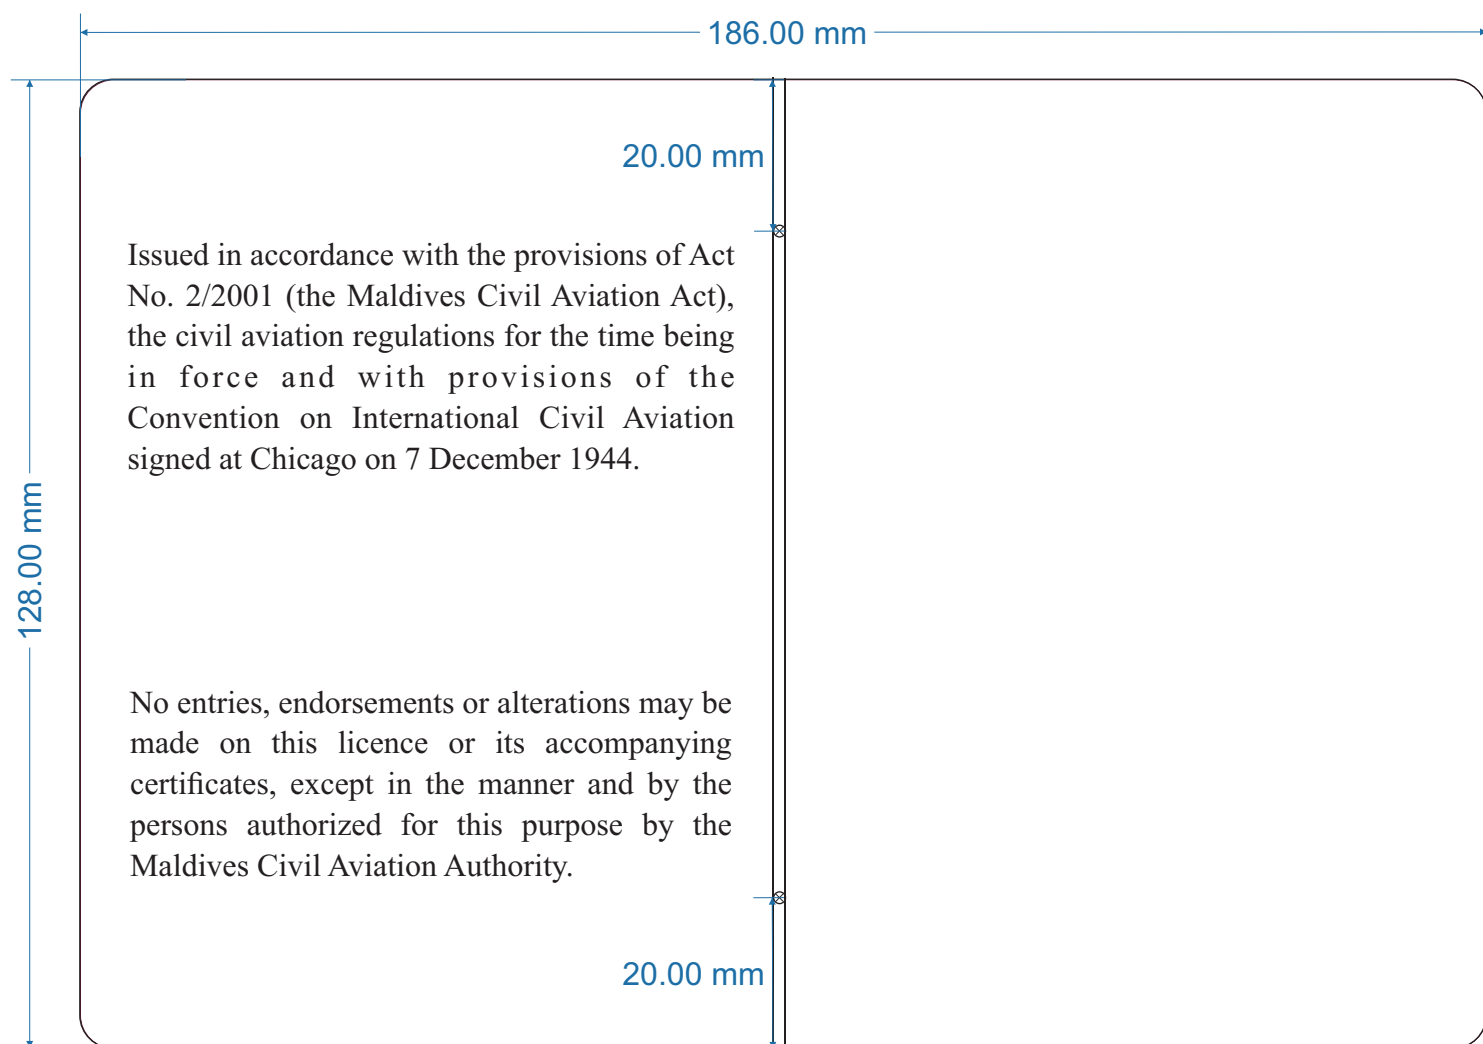 186.00 mm
20.00 mm
Issued in accordance with the provisions of Act
No. 2/2001 (the Maldives Civil Aviation Act),
the civil aviation regulations for the time being
in force and with provisions of the
Convention on International Civil Aviation
signed at Chicago on 7 December 1944.
128.00 mm
No entries, endorsements or alterations may be
made on this licence or its accompanying
certificates, except in the manner and by the
persons authorized for this purpose by the
Maldives Civil Aviation Authority.
20.00 mm